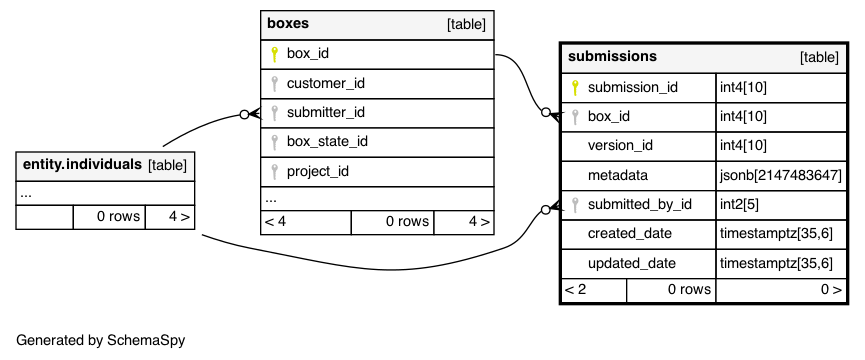 boxes [table]
box_id
customer_id
submitter_id
box_state_id
project_id
...
< 4 0 rows 4 >
submissions [table]
submission_id int4[10]
box_id int4[10]
version_id int4[10]
metadata jsonb[2147483647]
submitted_by_id int2[5]
created_date timestamptz[35,6]
updated_date timestamptz[35,6]
< 2 0 rows 0 >
entity.individuals [table]
...
0 rows 4 >
Generated by SchemaSpy